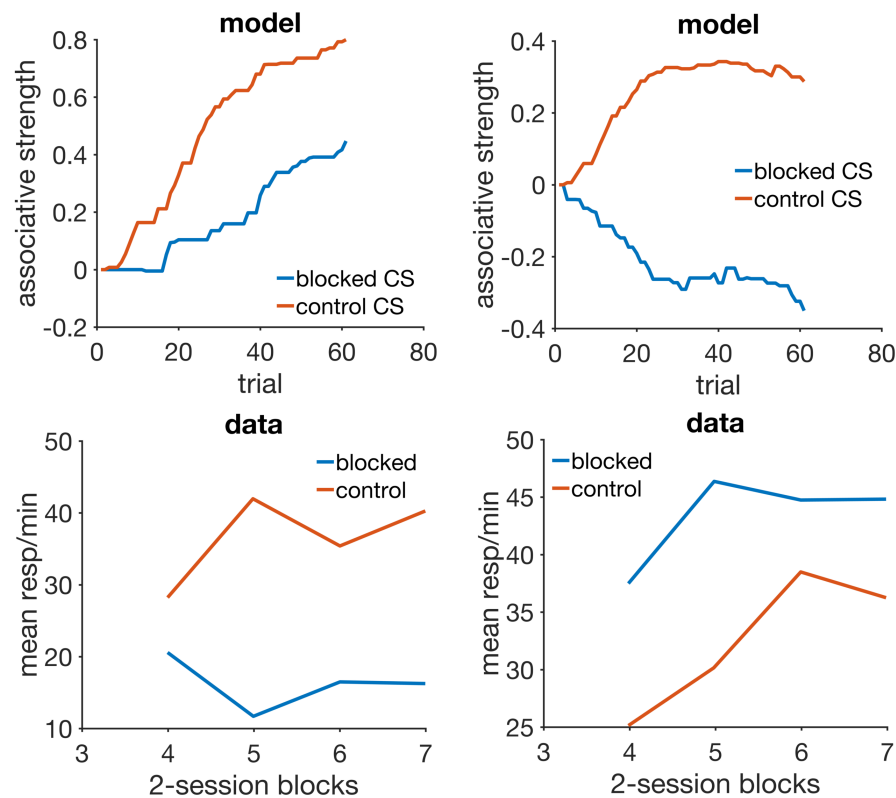 model
associative strength
0.8
0.6
0.4
0.2
0
-0.2
0
20
40
60
80
trial
blocked CS
control CS
model
associative strength
0.4
0.2
0
-0.2
-0.4
0
20
40
60
80
trial
blocked CS
control CS
data
mean resp/min
50
40
30
20
10
3
4
5
6
7
2-session blocks
blocked
control
data
mean resp/min
50
45
40
35
30
25
3
4
5
6
7
2-session blocks
blocked
control